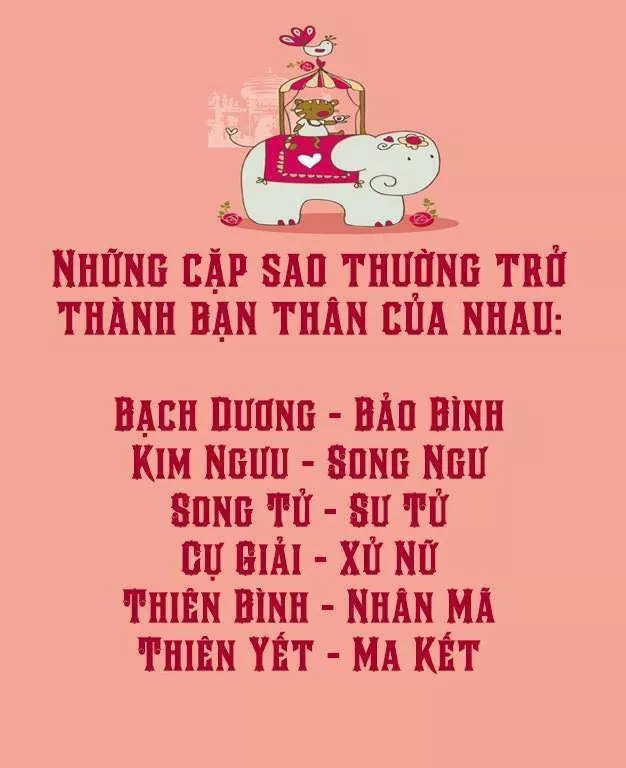 Những cặp sao thường trở
thành bạn thân của nhau:
Bạch Dương - Bảo Bình
Kim Ngưu - Song Ngư
Song Tử - Sư Tử
Cự Giải - Xử Nữ
Thiên Bình - Nhân Mã
Thiên Yết - Ma Kết